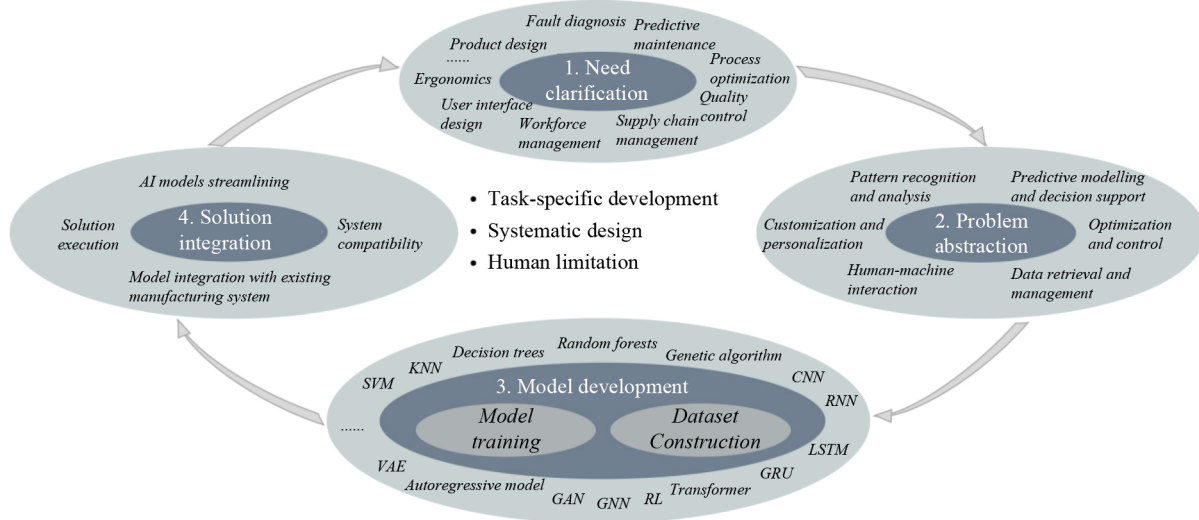 Fault diagnosis
Predictive
maintenance
Product design
......
Process
optimization
Ergonomics
1. Need
clarification
Quality
control
User interface
design
Workforce
management
Supply chain
management
Pattern recognition
and analysis
Predictive modelling
and decision support
Customization and
personalization
2. Problem
abstraction
Optimization
and control
Human-machine
interaction
Data retrieval and
management
AI models streamlining
Solution
execution
4. Solution
integration
System
compatibility
Model integration with existing
manufacturing system
• Task-specific development
• Systematic design
• Human limitation
Random forests
Decision trees
Genetic algorithm
KNN
CNN
SVM
RNN
3. Model development
Model
training
Dataset
Construction
......
LSTM
VAE
GRU
Autoregressive model
Transformer
GAN
GNN
RL